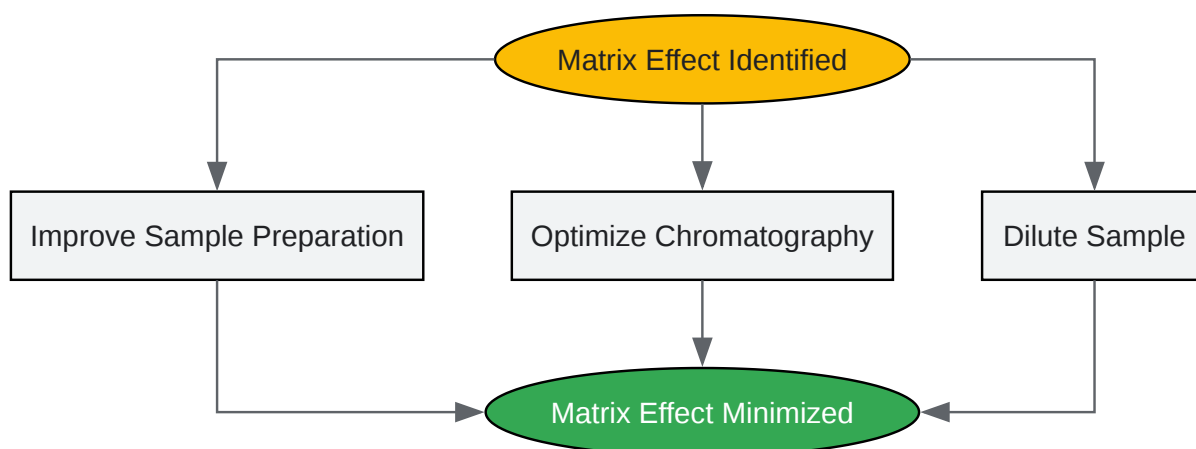 Matrix Effect Identified
Improve Sample Preparation
Optimize Chromatography
Dilute Sample
Matrix Effect Minimized